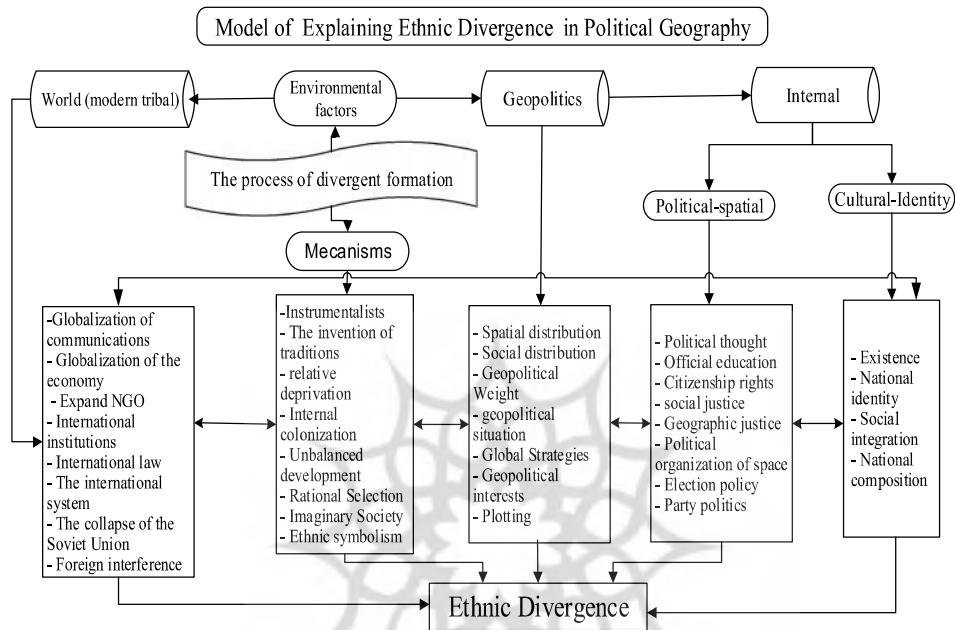 Model of Explaining Ethnic Divergence in Political Geography
World (modern tribal)
Environmental
factors
Geopolitics
Internal
The process of divergent formation
Political-spatial
Cultural-Identity
Mecanisms
-Globalization of
communications
- Globalization of the
economy
- Expand NGO
- International
institutions
- International law
- The international
system
- The collapse of the
Soviet Union
- Foreign interference
-Instrumentalists
- The invention of
traditions
- relative
deprivation
- Internal
colonization
- Unbalanced
development
- Rational Selection
- Imaginary Society
- Ethnic symbolism
- Spatial distribution
- Social distribution
- Geopolitical
Weight
- geopolitical
situation
- Global Strategies
- Geopolitical
interests
- Plotting
- Political thought
- Official education
- Citizenship rights
- social justice
- Geographic justice
- Political
organization of space
- Election policy
- Party politics
- Existence
- National
identity
- Social
integration
- National
composition
Ethnic Divergence